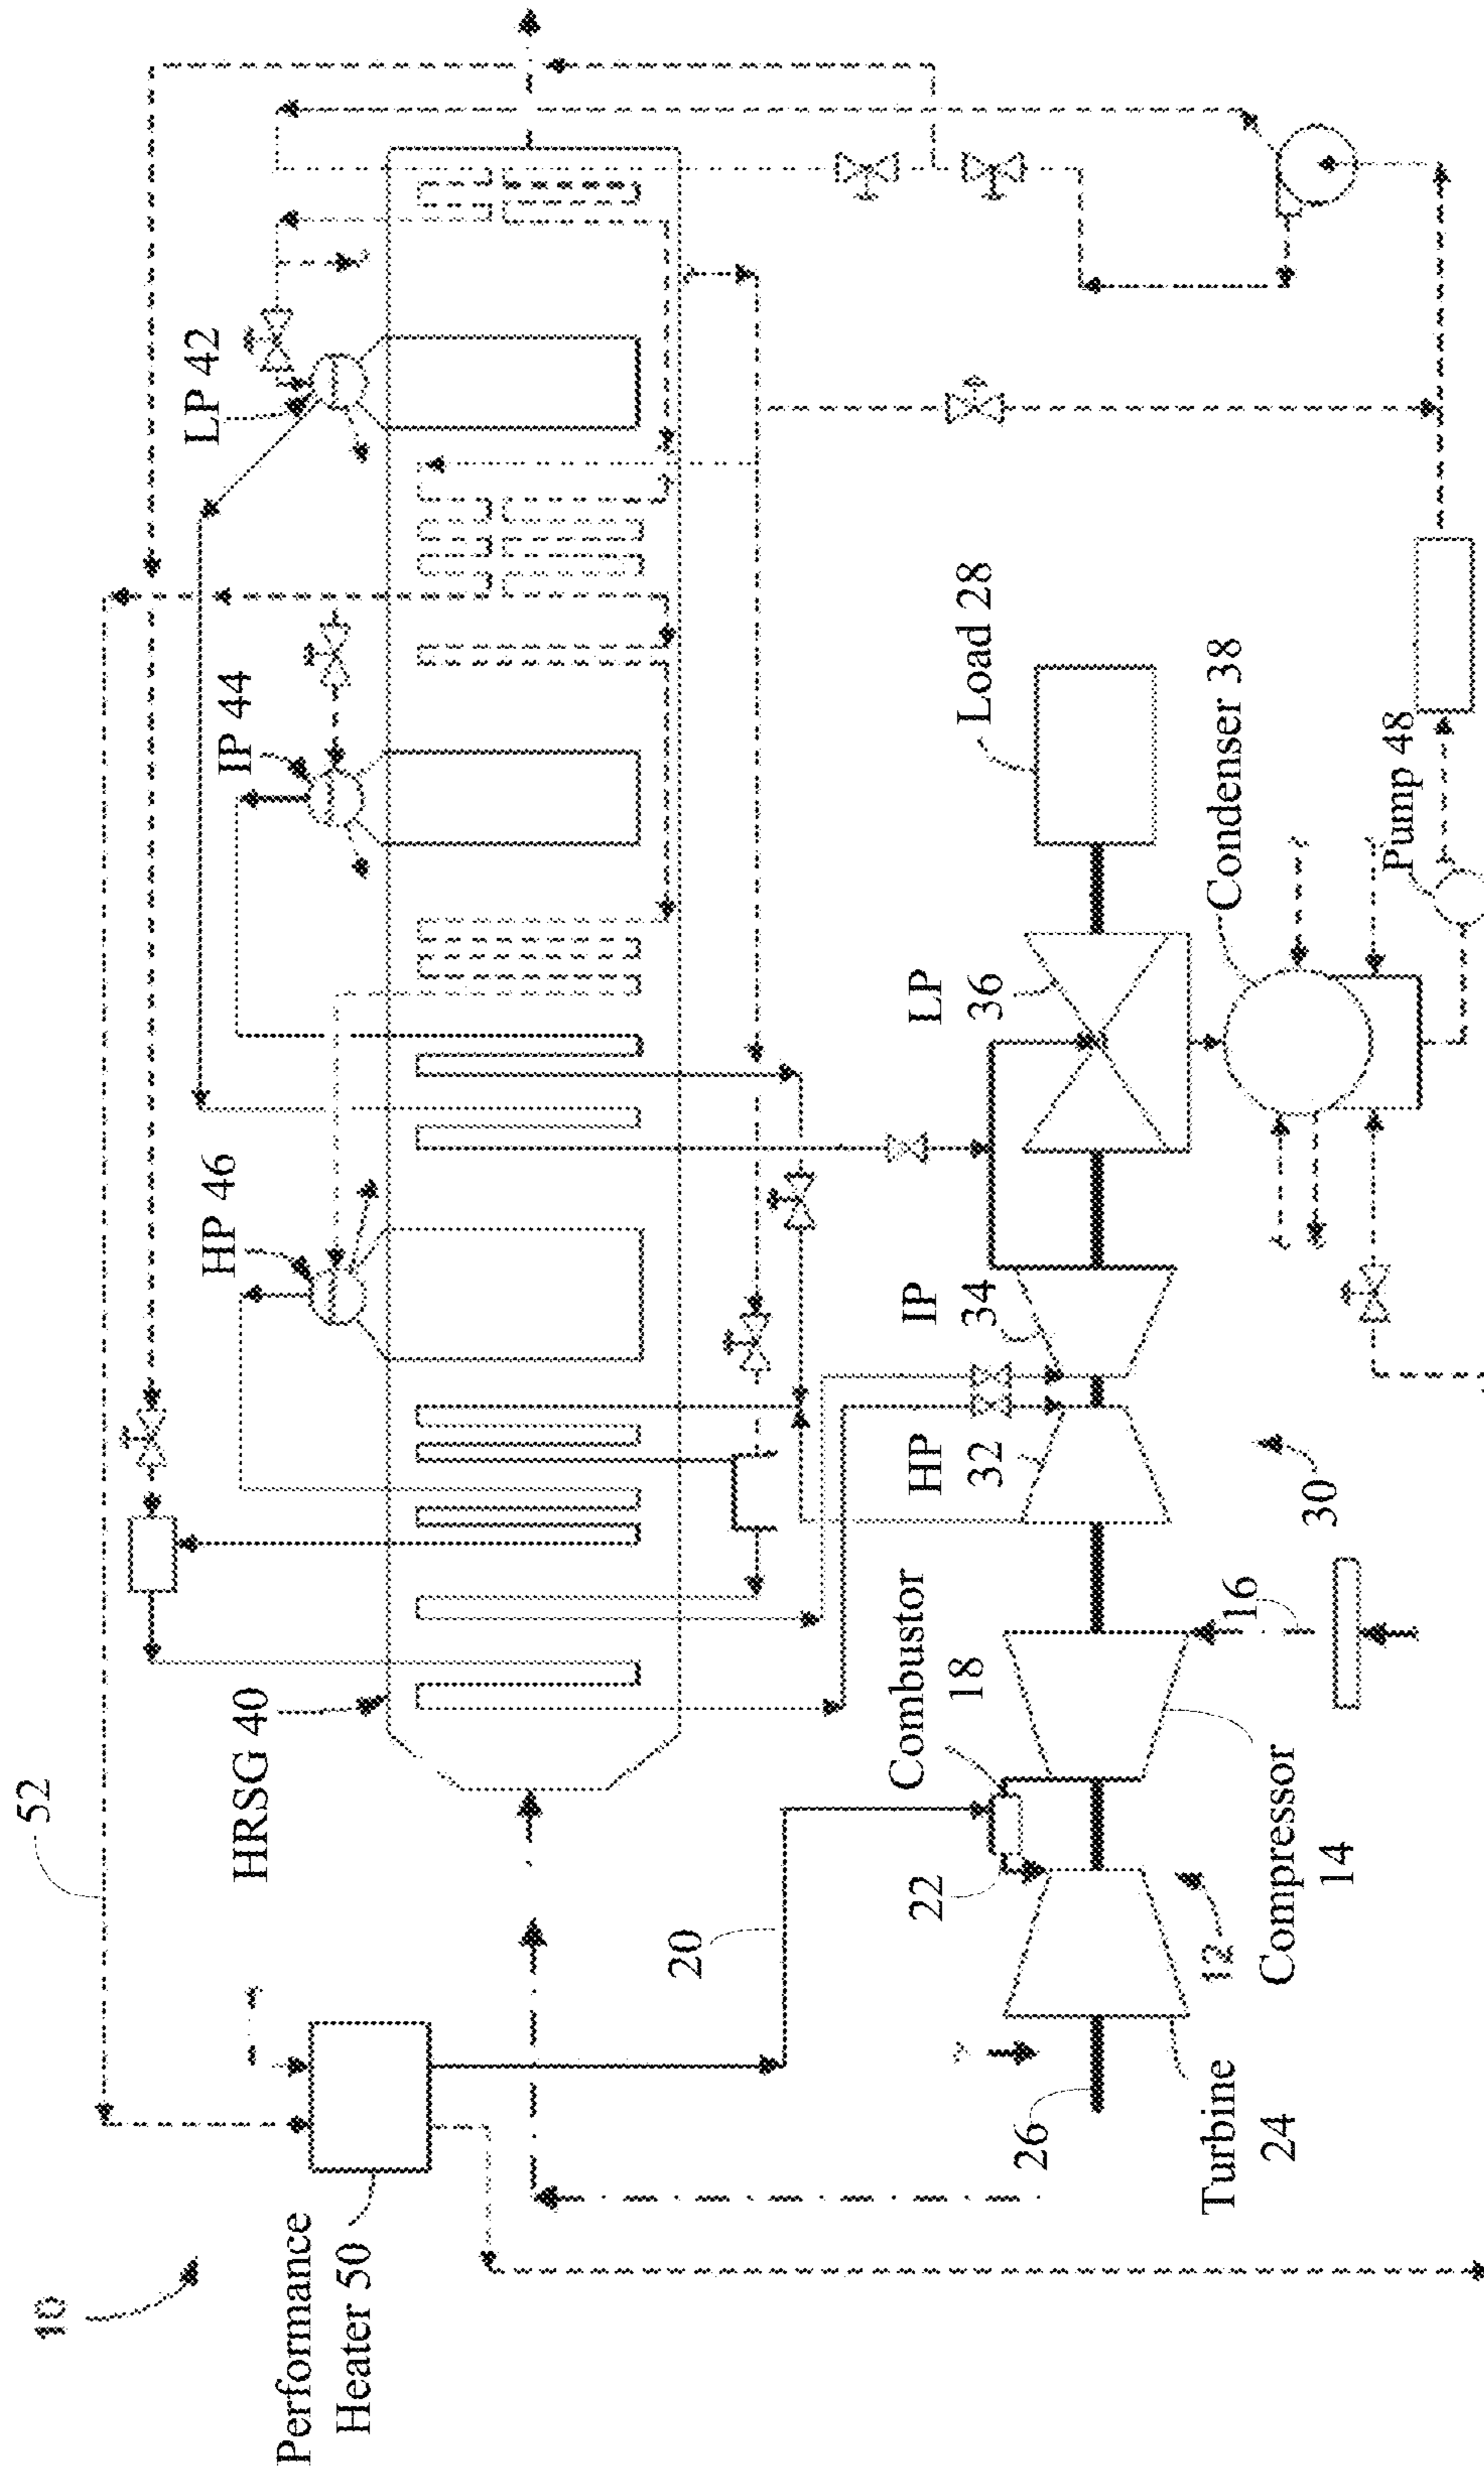 10
Performance
Heater 50
52
HRSG 40
HP 46
IP 44
LP 42
20
22
Combustor
18
26
Turbine
24
12
Compressor
14
16
30
HP
32
IP
34
LP
36
Load 28
Condenser 38
Pump 48